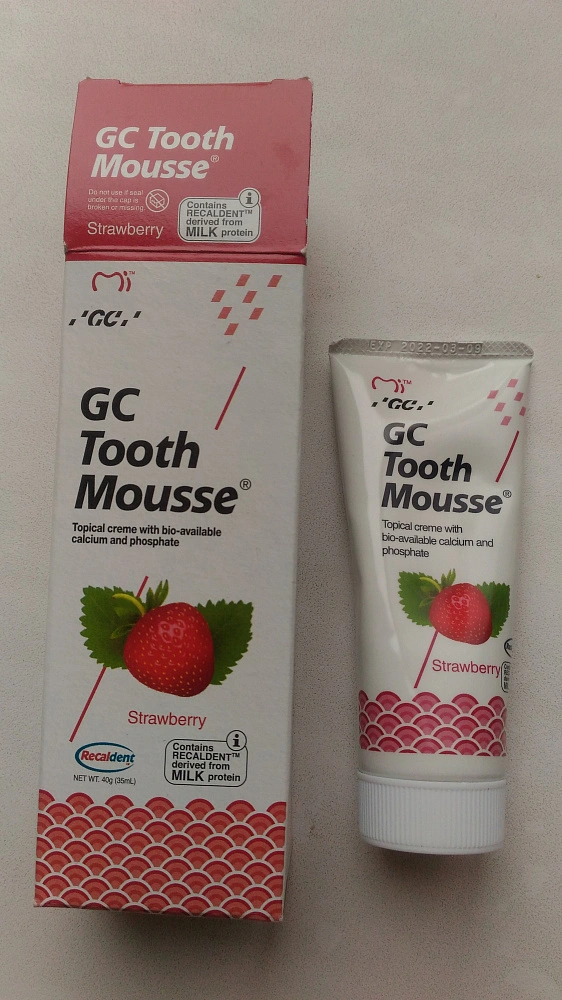 GC Tooth
Mousse®
Do not use if seal
under the cap is
broken or missing.
Strawberry
i
Contains
RECALDENT™
derived from
MILK protein
Mi™
GC
GC
Tooth
Mousse®
Topical creme with bio-available
calcium and phosphate
Strawberry
Recaldent
NET WT. 40g (35mL)
i
Contains
RECALDENT™
derived from
MILK protein
EXP 2022-03-09
Mi™
GC
GC
Tooth
Mousse®
Topical creme with
bio-available calcium and
phosphate
Strawberry